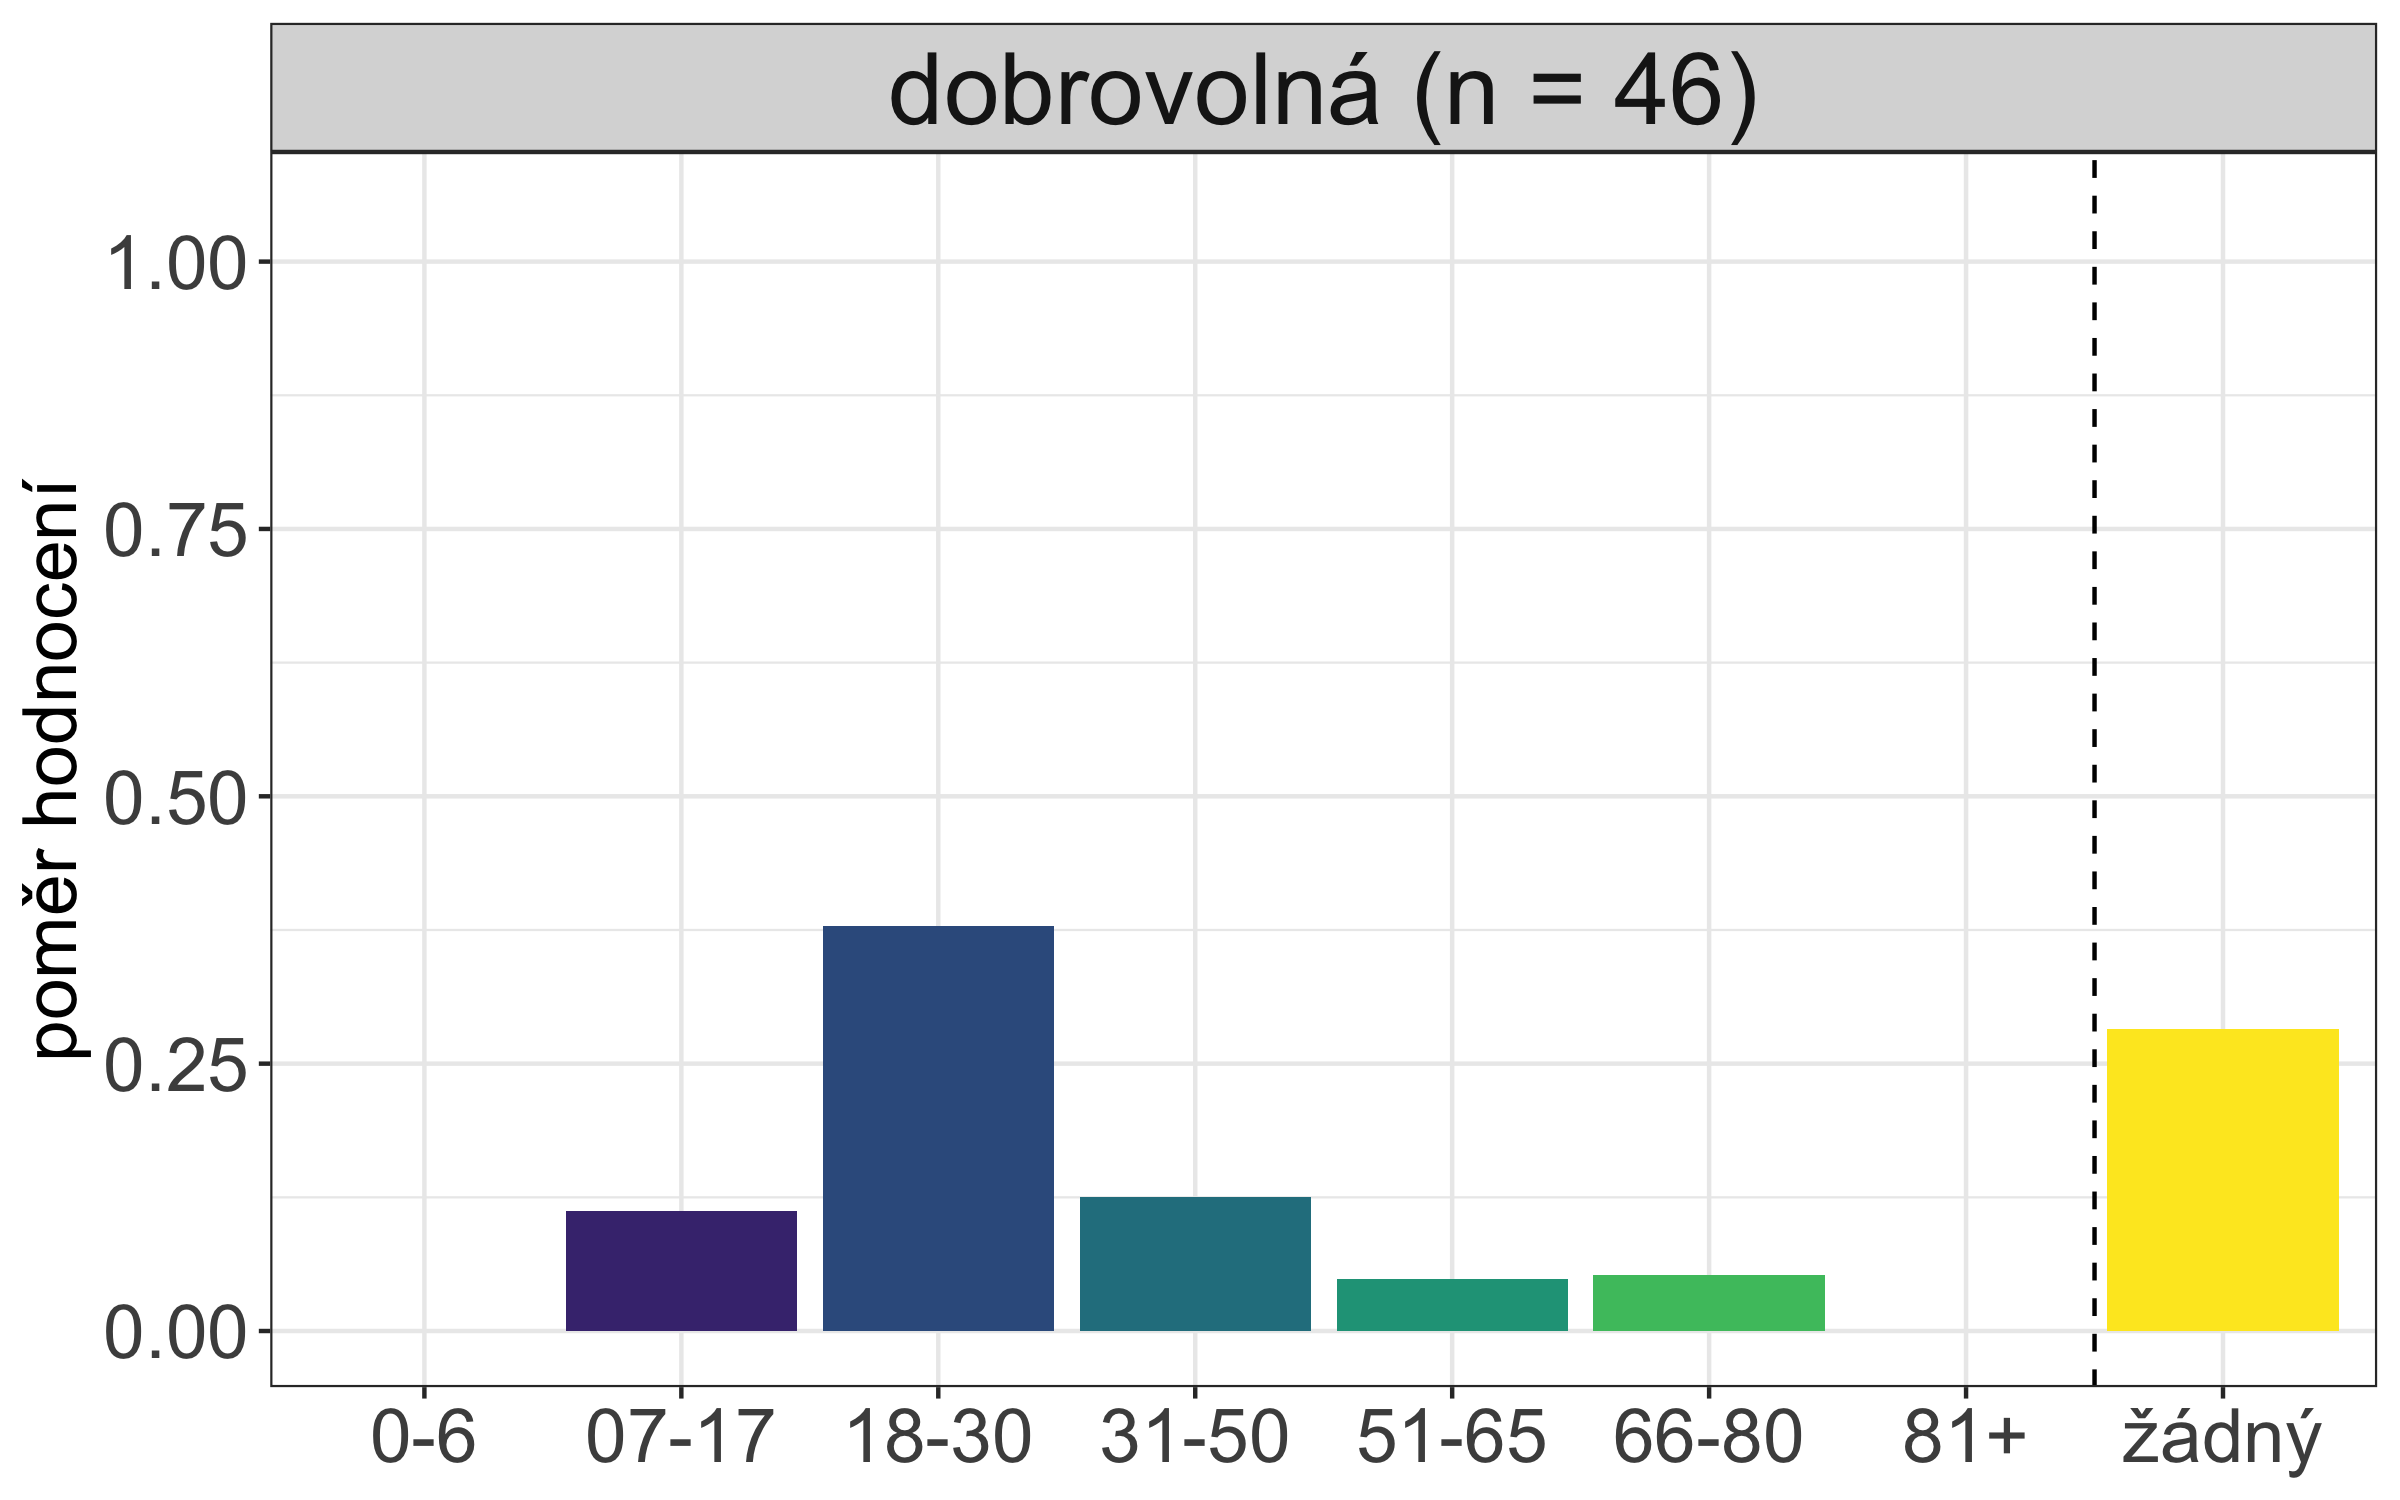 dobrovolná (n = 46)
poměr hodnocení
1.00
0.75
0.50
0.25
0.00
0-6 07-17 18-30 31-50 51-65 66-80 81+ žádný